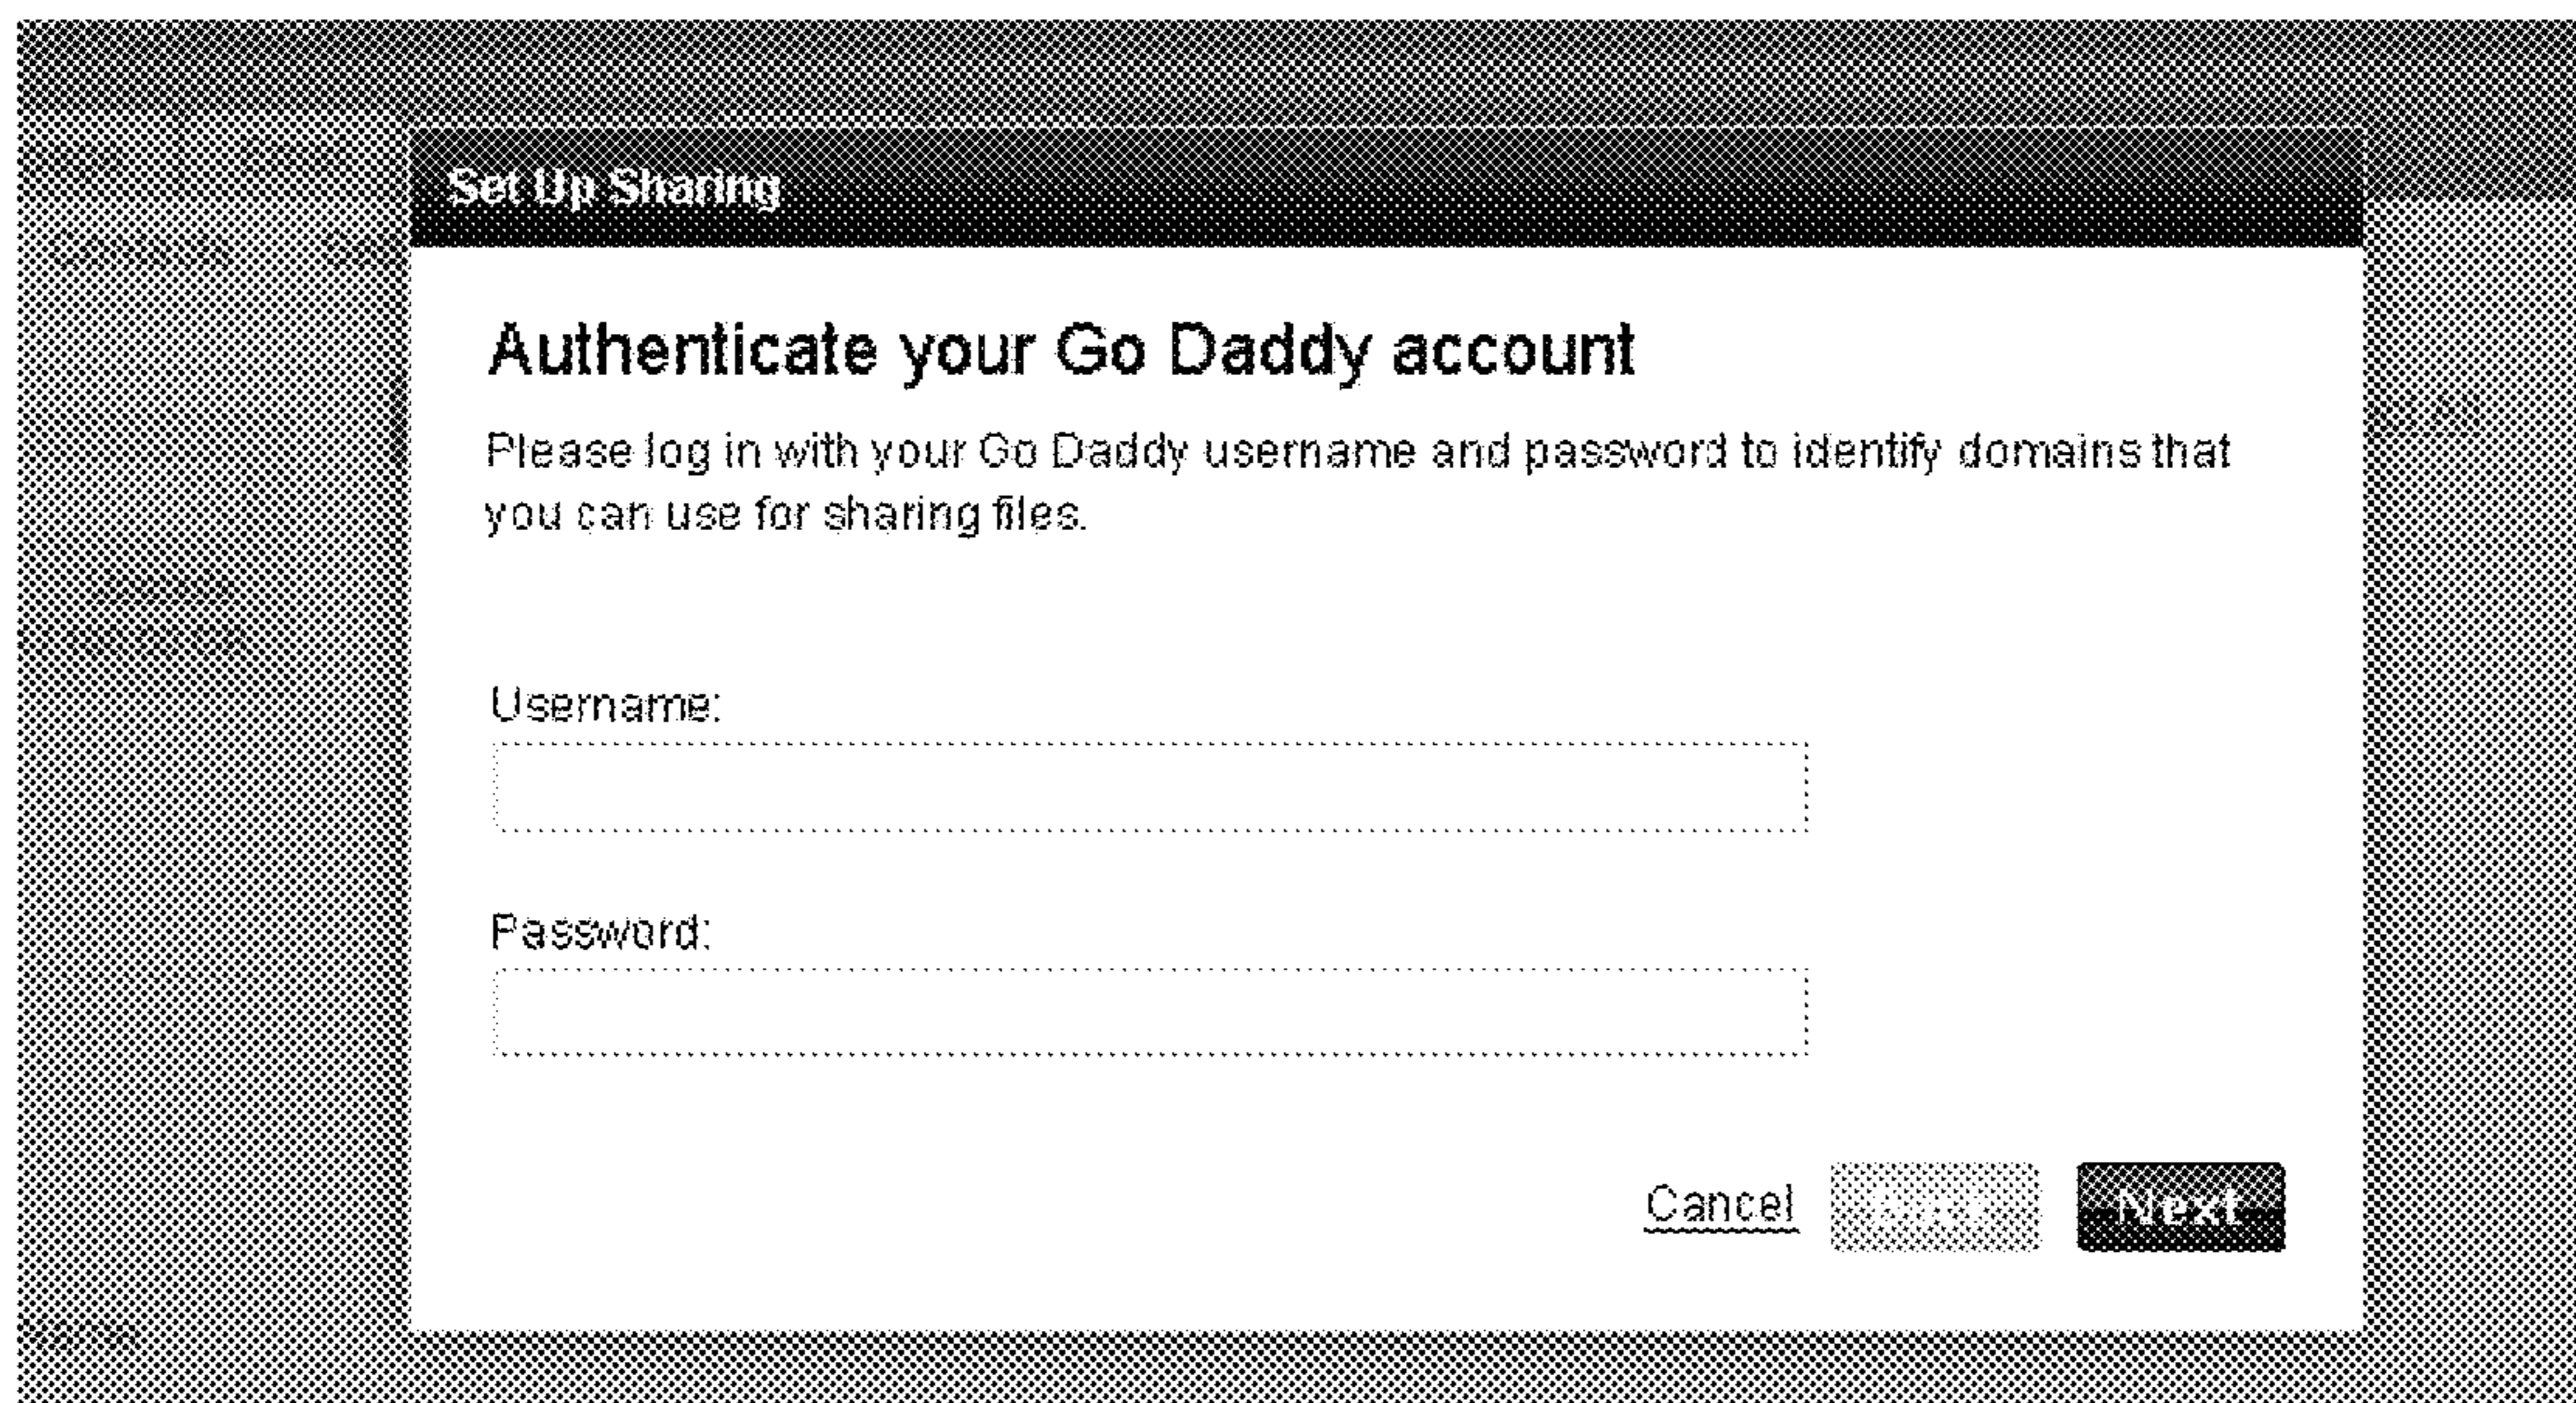 Set Up Sharing
Authenticate your Go Daddy account
Please log in with your Go Daddy username and password to identify domains that
you can use for sharing files.
Username:
Password:
Cancel
Back
Next